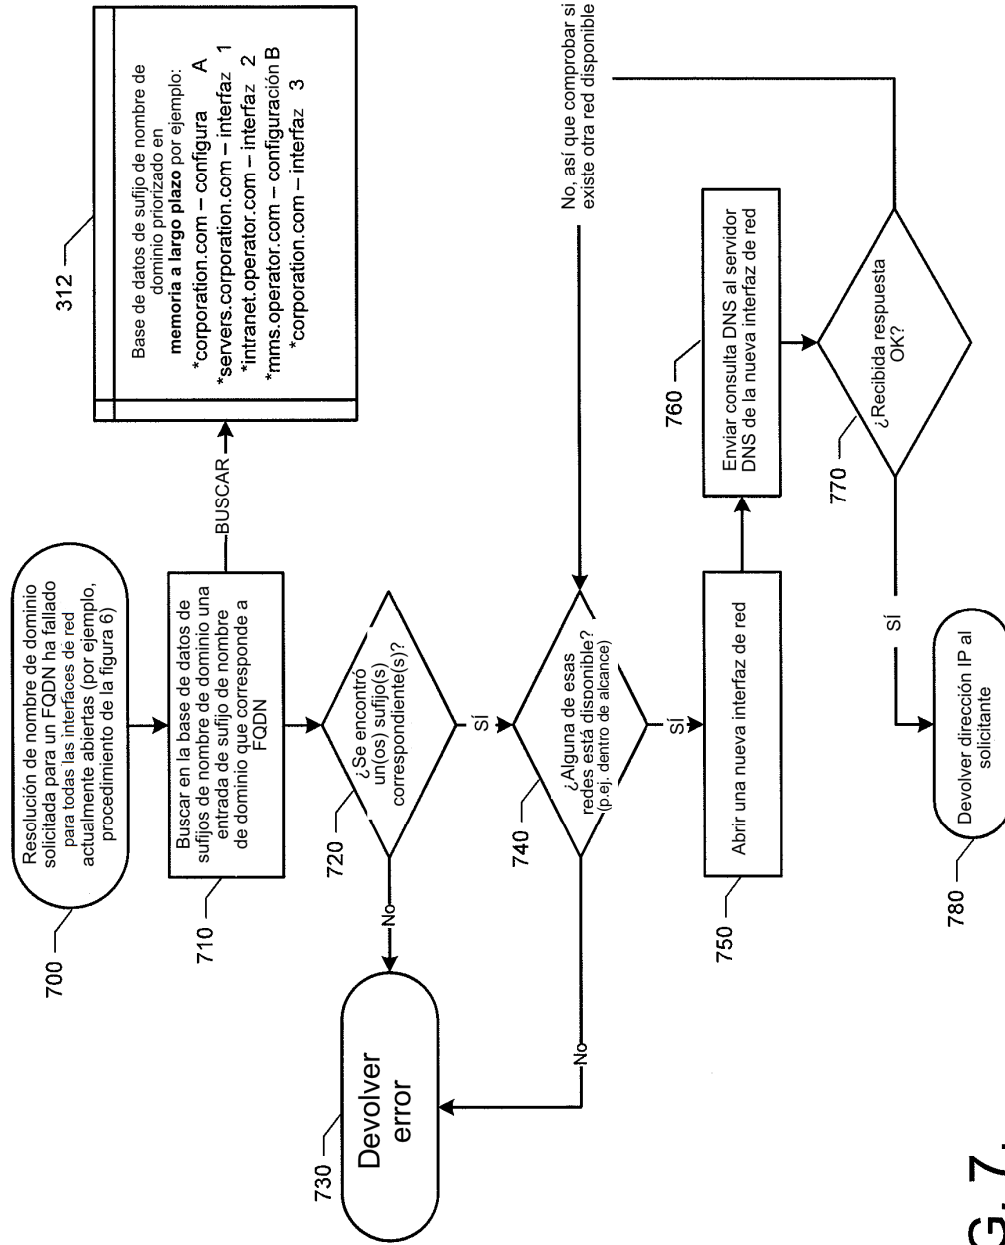 Resolución de nombre de dominio
solicitada para un FQDN ha fallado
para todas las interfaces de red
actualmente abiertas (por ejemplo,
procedimiento de la figura 6)
700
Buscar en la base de datos de
sufijos de nombre de dominio una
entrada de sufijo de nombre
de dominio que corresponde a
FQDN
710
BUSCAR
312
Base de datos de sufijo de nombre de
dominio priorizado en
memoria a largo plazo por ejemplo:
*corporation.com – configura A
*servers.corporation.com – interfaz 1
*intranet.operator.com – interfaz 2
*mms.operator.com – configuración B
*corporation.com – interfaz 3
¿Se encontró
un(os) sufijo(s)
correspondiente(s)?
720
No
SÍ
Devolver
error
730
¿Alguna de esas
redes está disponible?
(p.ej. dentro de alcance)
740
No
SÍ
No, así que comprobar si
existe otra red disponible
Abrir una nueva interfaz de red
750
Enviar consulta DNS al servidor
DNS de la nueva interfaz de red
760
¿Recibida respuesta
OK?
770
SÍ
Devolver dirección IP al
solicitante
780
G. 7.